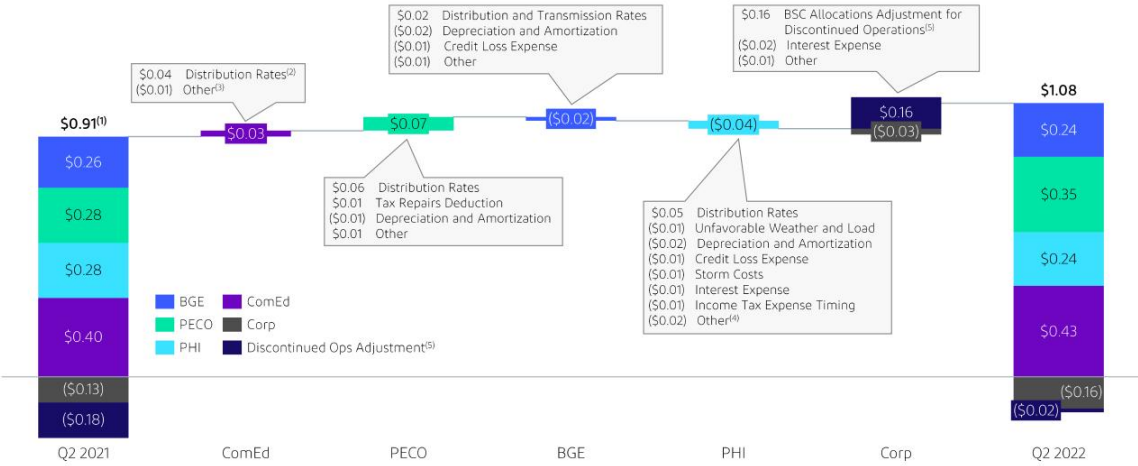 $0.02 Distribution and Transmission Rates
($0.02) Depreciation and Amortization
($0.01) Credit Loss Expense
($0.01) Other
$0.16 BSC Allocations Adjustment for
Discontinued Operations(5)
($0.02) Interest Expense
($0.01) Other
$0.04 Distribution Rates(2)
($0.01) Other(3)
$0.91(1)
$0.26
$0.28
$0.28
$0.40
($0.13)
($0.18)
$0.03
$0.07
($0.02)
($0.04)
$0.16
($0.03)
$1.08
$0.24
$0.35
$0.24
$0.43
($0.16)
($0.02)
$0.06 Distribution Rates
$0.01 Tax Repairs Deduction
($0.01) Depreciation and Amortization
$0.01 Other
$0.05 Distribution Rates
($0.01) Unfavorable Weather and Load
($0.02) Depreciation and Amortization
($0.01) Credit Loss Expense
($0.01) Storm Costs
($0.01) Interest Expense
($0.01) Income Tax Expense Timing
($0.02) Other(4)
BGE ComEd
PECO Corp
PHI Discontinued Ops Adjustment(5)
Q2 2021 ComEd PECO BGE PHI Corp Q2 2022